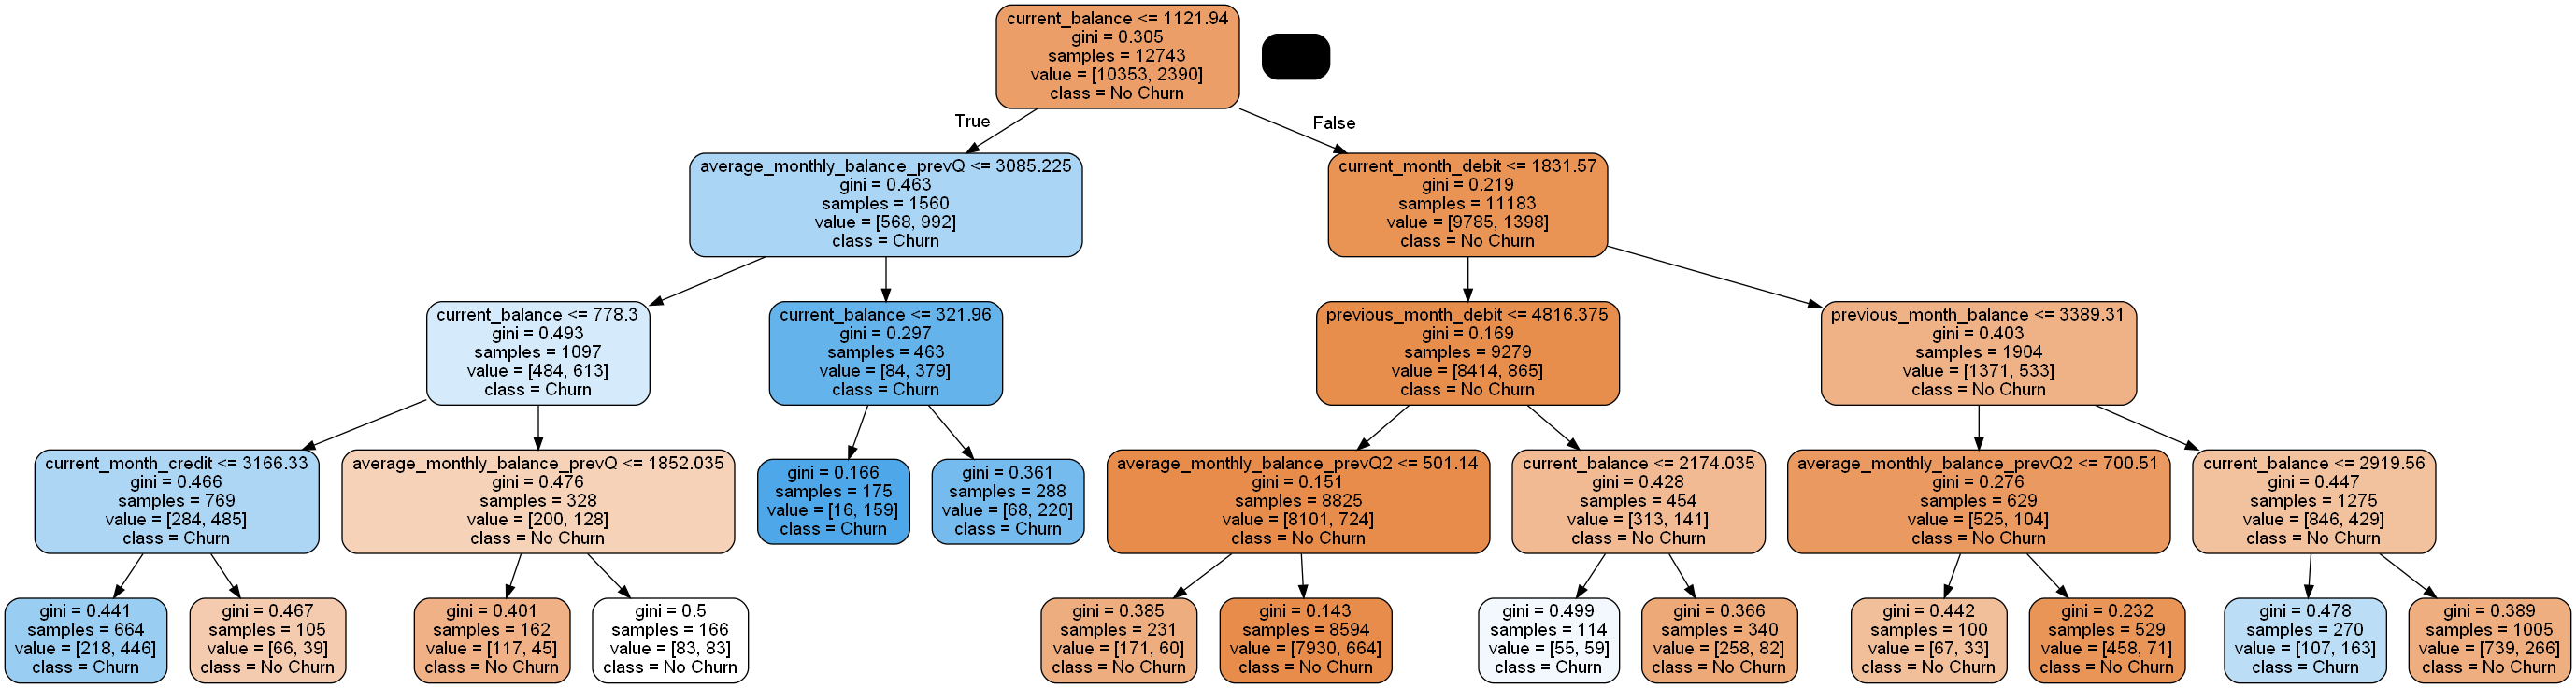 current_balance <= 1121.94
gini = 0.305
samples = 12743
value = [10353, 2390]
class = No Churn
True
False
average_monthly_balance_prevQ <= 3085.225
gini = 0.463
samples = 1560
value = [568, 992]
class = Churn
current_month_debit <= 1831.57
gini = 0.219
samples = 11183
value = [9785, 1398]
class = No Churn
current_balance <= 778.3
gini = 0.493
samples = 1097
value = [484, 613]
class = Churn
current_balance <= 321.96
gini = 0.297
samples = 463
value = [84, 379]
class = Churn
previous_month_debit <= 4816.375
gini = 0.169
samples = 9279
value = [8414, 865]
class = No Churn
previous_month_balance <= 3389.31
gini = 0.403
samples = 1904
value = [1371, 533]
class = No Churn
current_month_credit <= 3166.33
gini = 0.466
samples = 769
value = [284, 485]
class = Churn
average_monthly_balance_prevQ <= 1852.035
gini = 0.476
samples = 328
value = [200, 128]
class = No Churn
gini = 0.166
samples = 175
value = [16, 159]
class = Churn
gini = 0.361
samples = 288
value = [68, 220]
class = Churn
average_monthly_balance_prevQ2 <= 501.14
gini = 0.151
samples = 8825
value = [8101, 724]
class = No Churn
current_balance <= 2174.035
gini = 0.428
samples = 454
value = [313, 141]
class = No Churn
average_monthly_balance_prevQ2 <= 700.51
gini = 0.276
samples = 629
value = [525, 104]
class = No Churn
current_balance <= 2919.56
gini = 0.447
samples = 1275
value = [846, 429]
class = No Churn
gini = 0.441
samples = 664
value = [218, 446]
class = Churn
gini = 0.467
samples = 105
value = [66, 39]
class = No Churn
gini = 0.401
samples = 162
value = [117, 45]
class = No Churn
gini = 0.5
samples = 166
value = [83, 83]
class = No Churn
gini = 0.385
samples = 231
value = [171, 60]
class = No Churn
gini = 0.143
samples = 8594
value = [7930, 664]
class = No Churn
gini = 0.499
samples = 114
value = [55, 59]
class = Churn
gini = 0.366
samples = 340
value = [258, 82]
class = No Churn
gini = 0.442
samples = 100
value = [67, 33]
class = No Churn
gini = 0.232
samples = 529
value = [458, 71]
class = No Churn
gini = 0.478
samples = 270
value = [107, 163]
class = Churn
gini = 0.389
samples = 1005
value = [739, 266]
class = No Churn